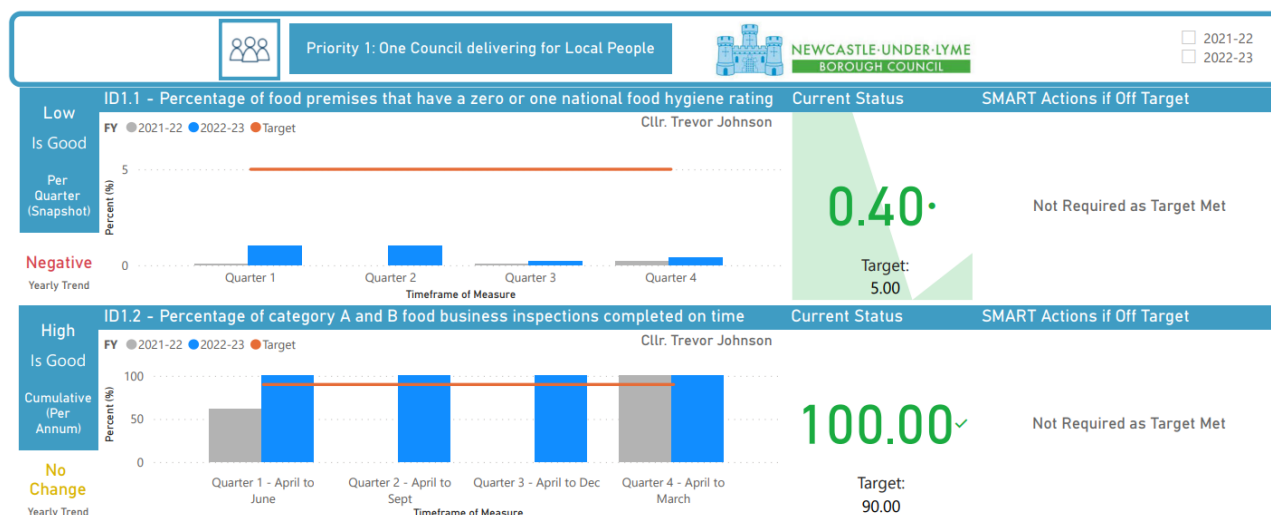 Priority 1: One Council delivering for Local People
NEWCASTLE·UNDER·LYME
BOROUGH COUNCIL
2021-22
2022-23
Low
Is Good
Per
Quarter
(Snapshot)
Negative
Yearly Trend
ID1.1 - Percentage of food premises that have a zero or one national food hygiene rating
Cllr. Trevor Johnson
FY 2021-22 2022-23 Target
Percent (%)
5
0
Quarter 1 Quarter 2 Quarter 3 Quarter 4
Timeframe of Measure
Current Status
0.40
Target:
5.00
SMART Actions if Off Target
Not Required as Target Met
High
Is Good
Cumulative
(Per
Annum)
No
Change
Yearly Trend
ID1.2 - Percentage of category A and B food business inspections completed on time
Cllr. Trevor Johnson
FY 2021-22 2022-23 Target
Percent (%)
100
50
0
Quarter 1 - April to
June
Quarter 2 - April to
Sept
Quarter 3 - April to Dec
Quarter 4 - April to
March
Timeframe of Measure
Current Status
100.00
Target:
90.00
SMART Actions if Off Target
Not Required as Target Met